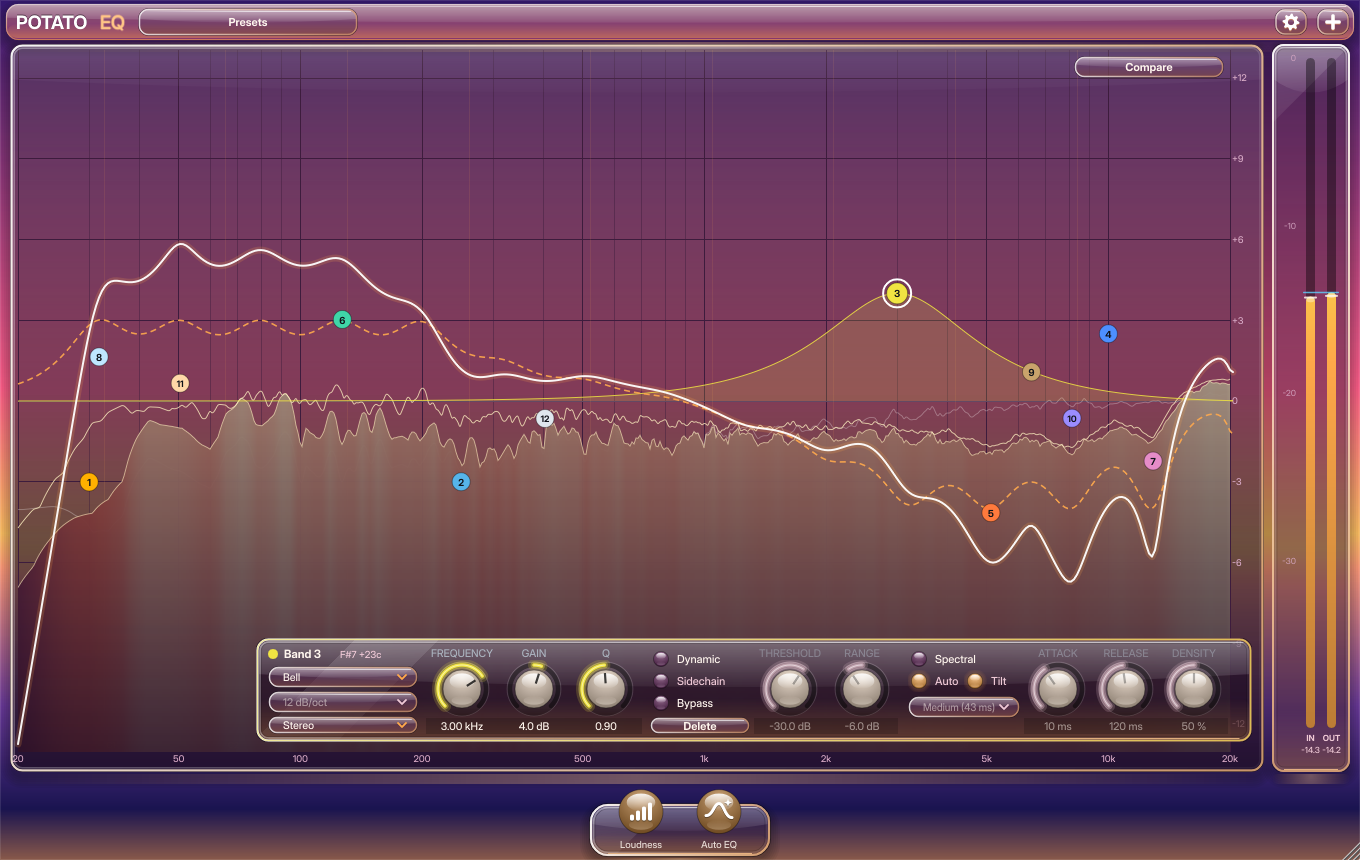 POTATO EQ Presets
Compare
+12
+9
+6
+3
0
-3
-6
-12
0
-10
-20
-30
IN OUT
-14.3 -14.2
3
4
6
8
9
11
12
10
7
1
2
5
Band 3 F#7 +23c
Bell
12 dB/oct
Stereo
FREQUENCY GAIN Q
3.00 kHz 4.0 dB 0.90
Dynamic
Sidechain
Bypass
Delete
THRESHOLD RANGE
-30.0 dB -6.0 dB
Spectral
Auto Tilt
Medium (43 ms)
ATTACK RELEASE DENSITY
10 ms 120 ms 50 %
20 50 100 200 500 1k 2k 5k 10k 20k
Loudness Auto EQ